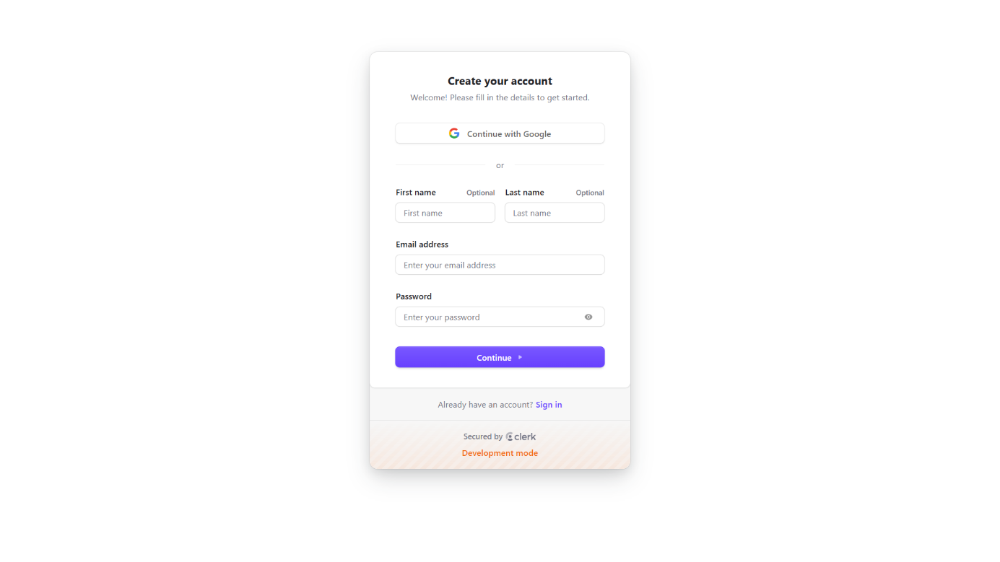 Create your account
Welcome! Please fill in the details to get started.
Continue with Google
or
First name Optional Last name Optional
First name Last name
Email address
Enter your email address
Password
Enter your password
Continue
Already have an account? Sign in
Secured by clerk
Development mode